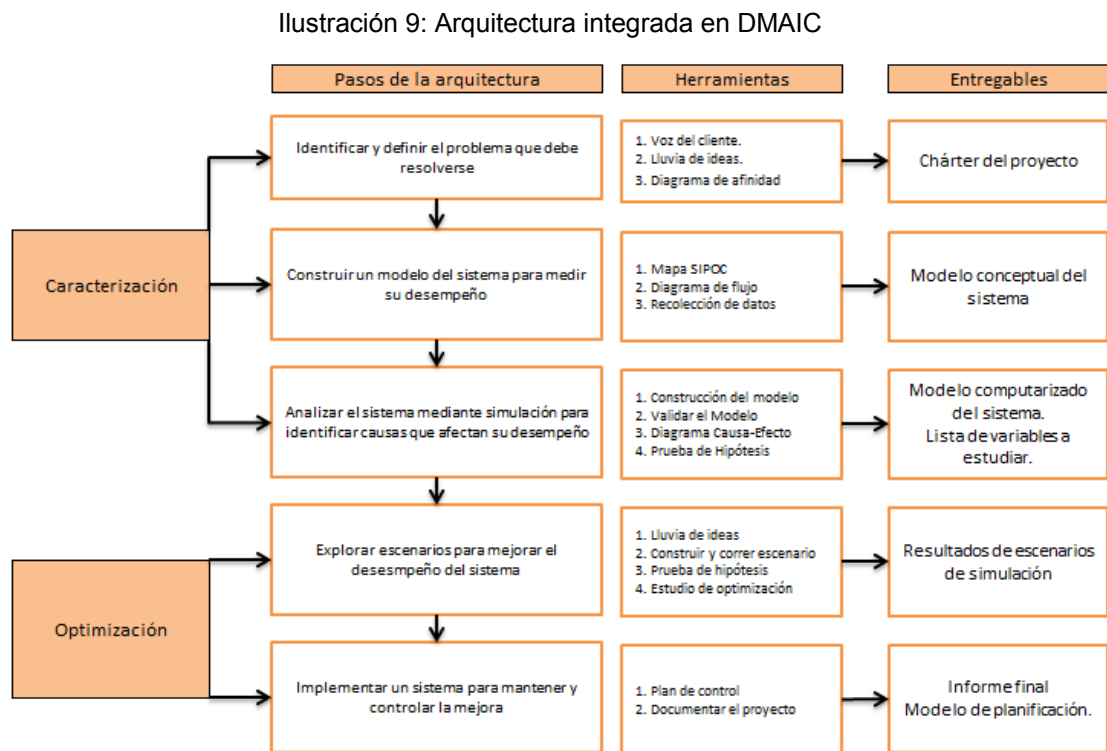 Ilustración 9: Arquitectura integrada en DMAIC
Pasos de la arquitectura
Herramientas
Entregables
Caracterización
Identificar y definir el problema que debe
resolverse
1. Voz del cliente.
2. Lluvia de ideas.
3. Diagrama de afinidad
Chárter del proyecto
Construir un modelo del sistema para medir
su desempeño
1. Mapa SIPOC
2. Diagrama de flujo
3. Recolección de datos
Modelo conceptual del
sistema
Analizar el sistema mediante simulación para
identificar causas que afectan su desempeño
1. Construcción del modelo
2. Validar el Modelo
3. Diagrama Causa-Efecto
4. Prueba de Hipótesis
Modelo computarizado
del sistema.
Lista de variables a
estudiar.
Optimización
Explorar escenarios para mejorar el
desesmpeño del sistema
1. Lluvia de ideas
2. Construir y correr escenario
3. Prueba de hipótesis
4. Estudio de optimización
Resultados de escenarios
de simulación
Implementar un sistema para mantener y
controlar la mejora
1. Plan de control
2. Documentar el proyecto
Informe final
Modelo de planificación.